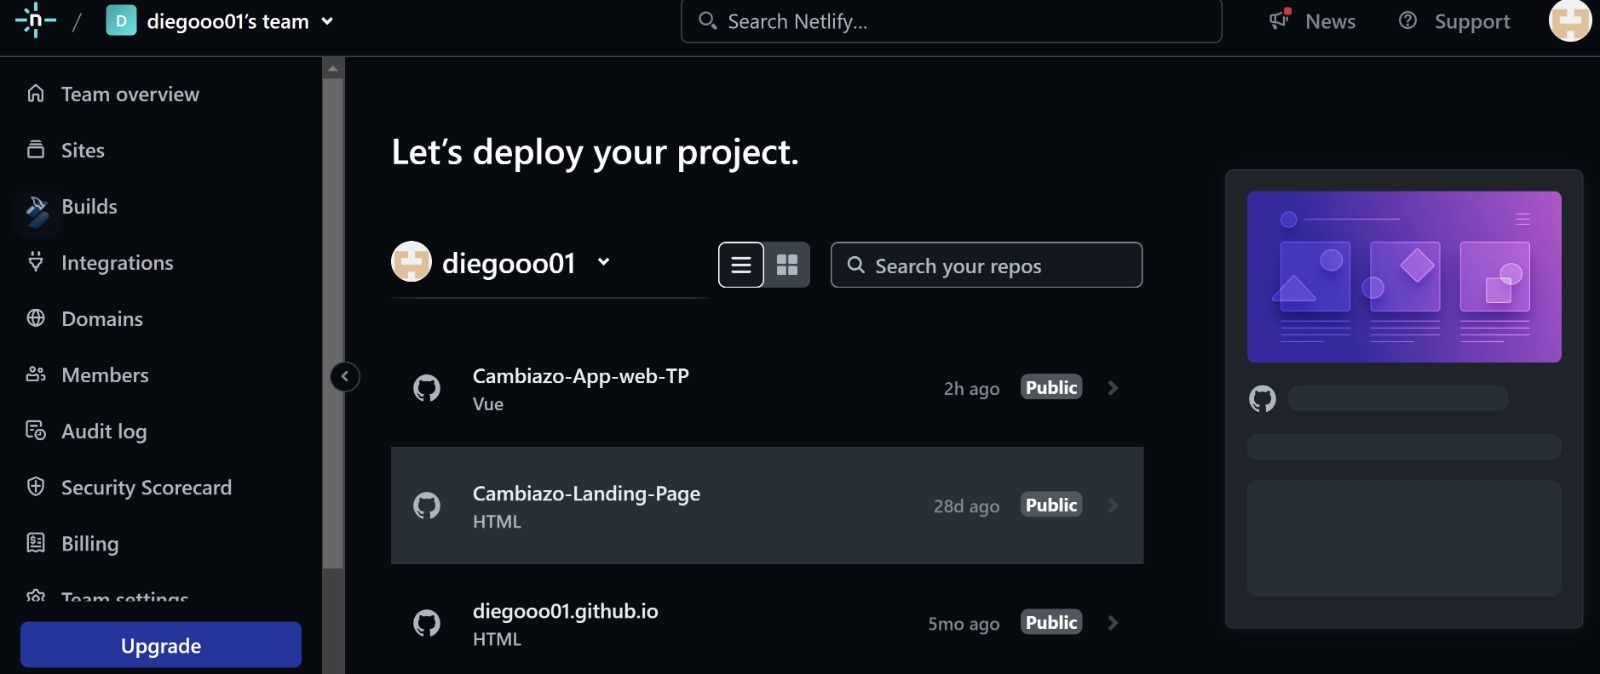 diegooo01's team
Search Netlify...
News
Support
Team overview
Sites
Builds
Integrations
Domains
Members
Audit log
Security Scorecard
Billing
Team settings
Upgrade
Let's deploy your project.
diegooo01
Search your repos
Cambiazo-App-web-TP
Vue
2h ago
Public
Cambiazo-Landing-Page
HTML
28d ago
Public
diegooo01.github.io
HTML
5mo ago
Public